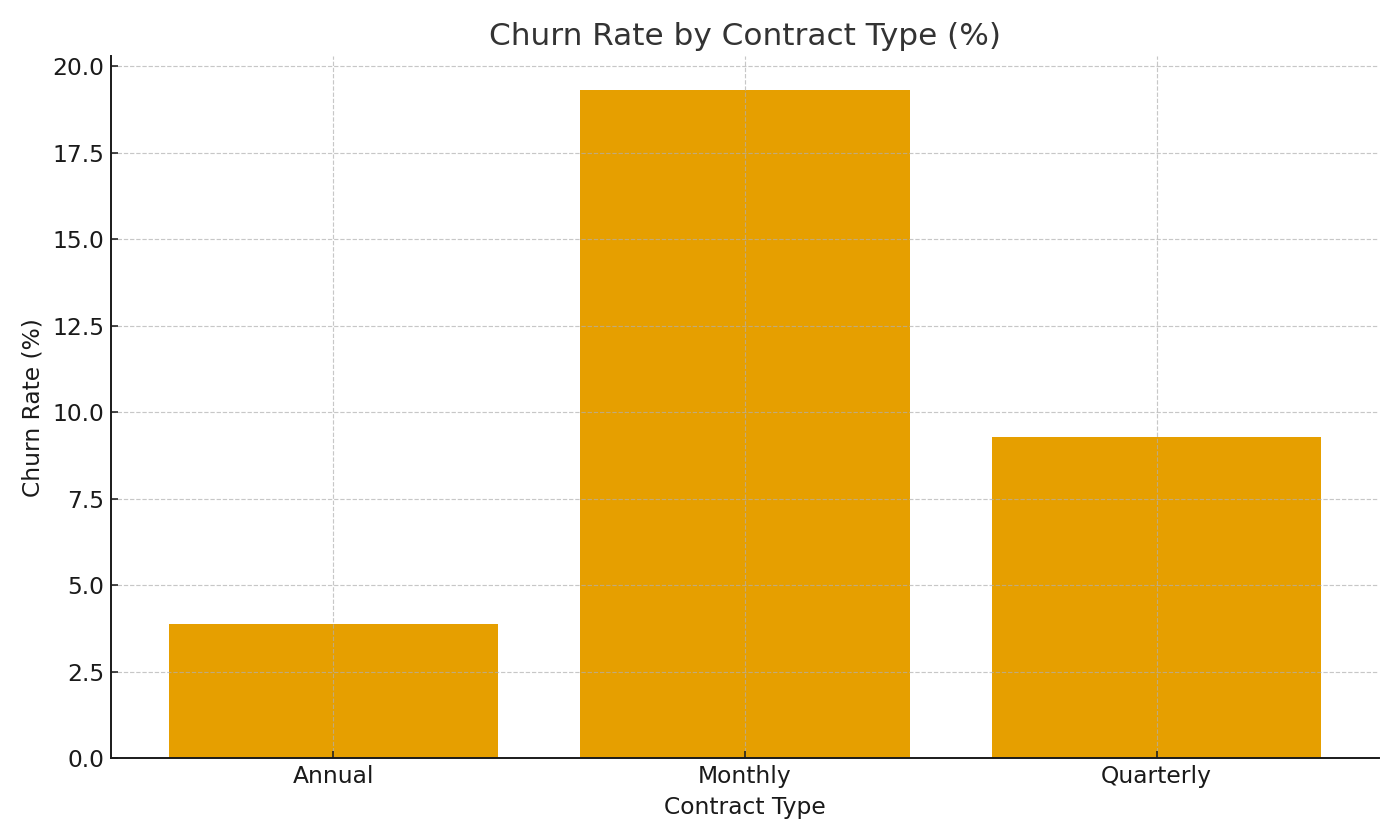 Churn Rate by Contract Type (%)
Churn Rate (%)
20.0
17.5
15.0
12.5
10.0
7.5
5.0
2.5
0.0
Annual Monthly Quarterly
Contract Type